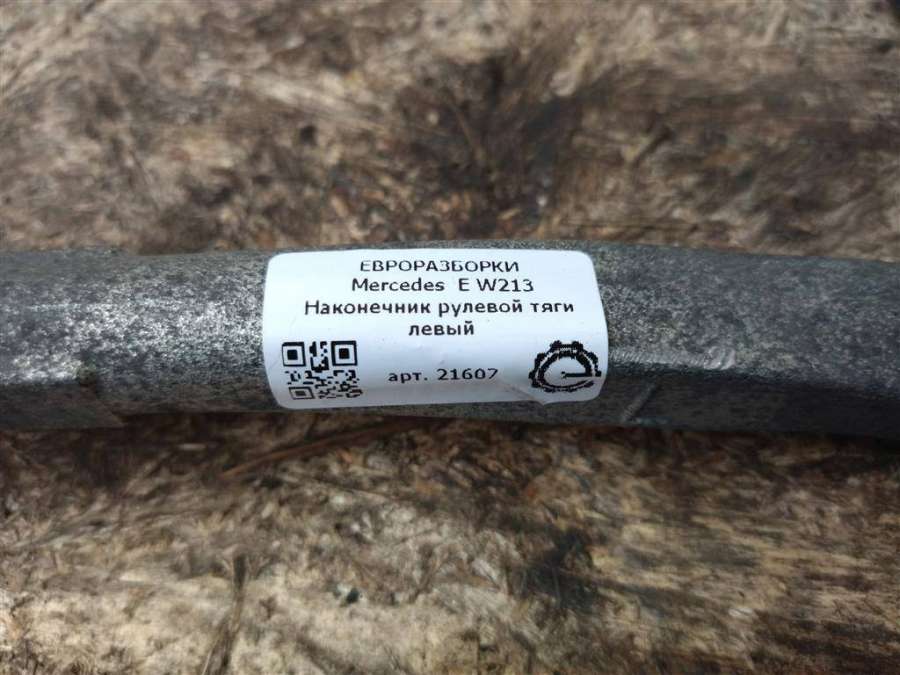 ЕВРОРАЗБОРКИ
Mercedes E W213
Наконечник рулевой тяги
левый
арт. 21607